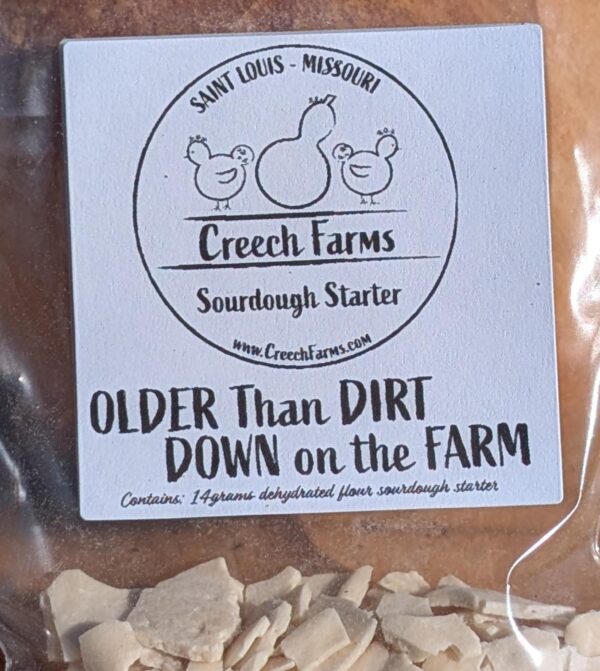 SAINT LOUIS - MISSOURI
Creech Farms
Sourdough Starter
www.CreechFarms.com
OLDER Than DIRT
DOWN on the FARM
Contains: 14grams dehydrated flour sourdough starter